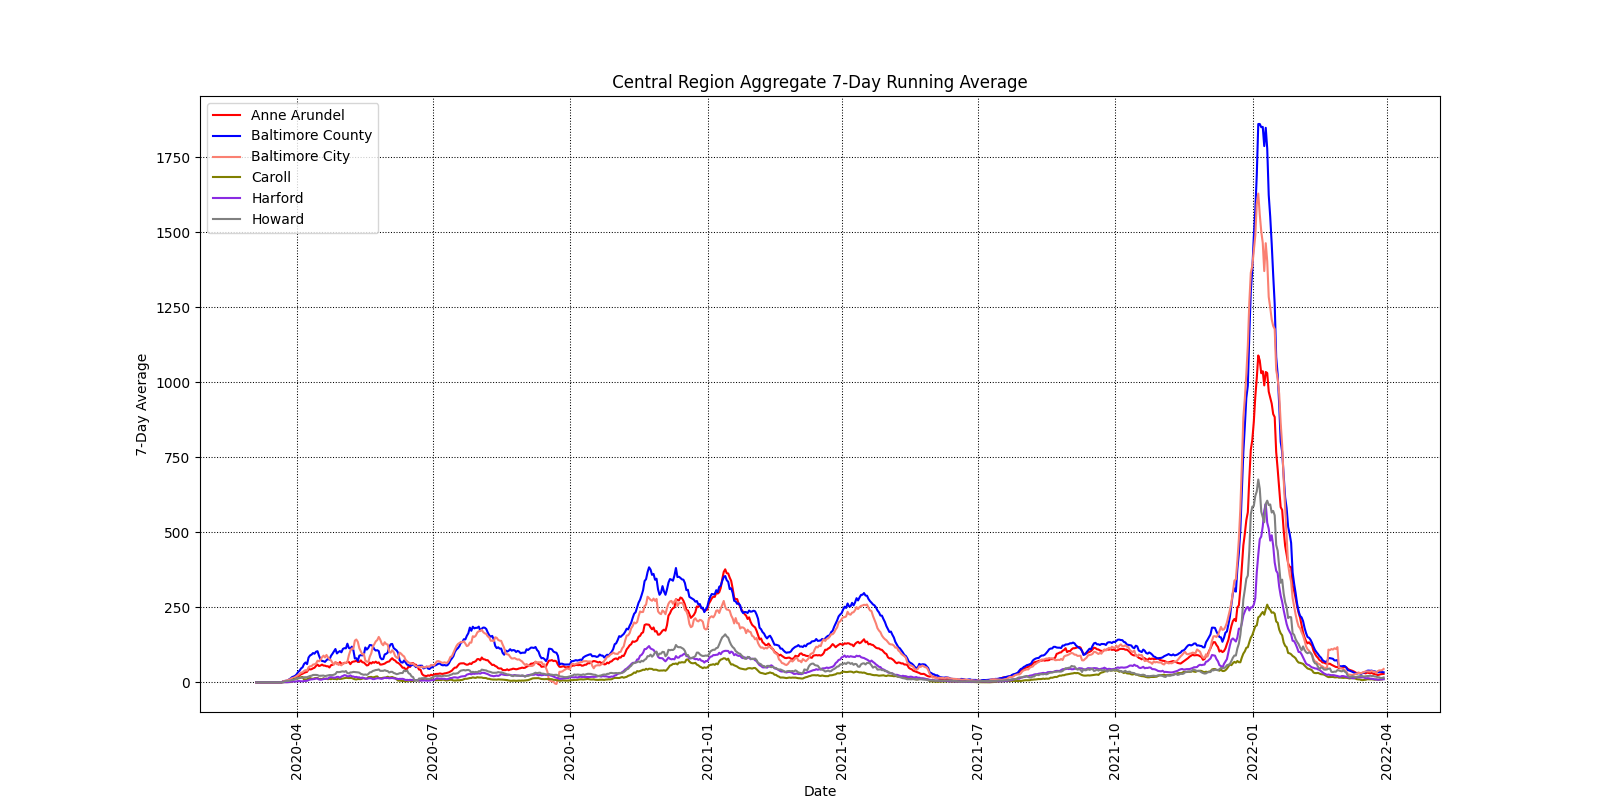 Central Region Aggregate 7-Day Running Average
Anne Arundel
Baltimore County
Baltimore City
Caroll
Harford
Howard
1750
1500
1250
1000
750
500
250
0
7-Day Average
2020-04
2020-07
2020-10
2021-01
2021-04
2021-07
2021-10
2022-01
2022-04
Date